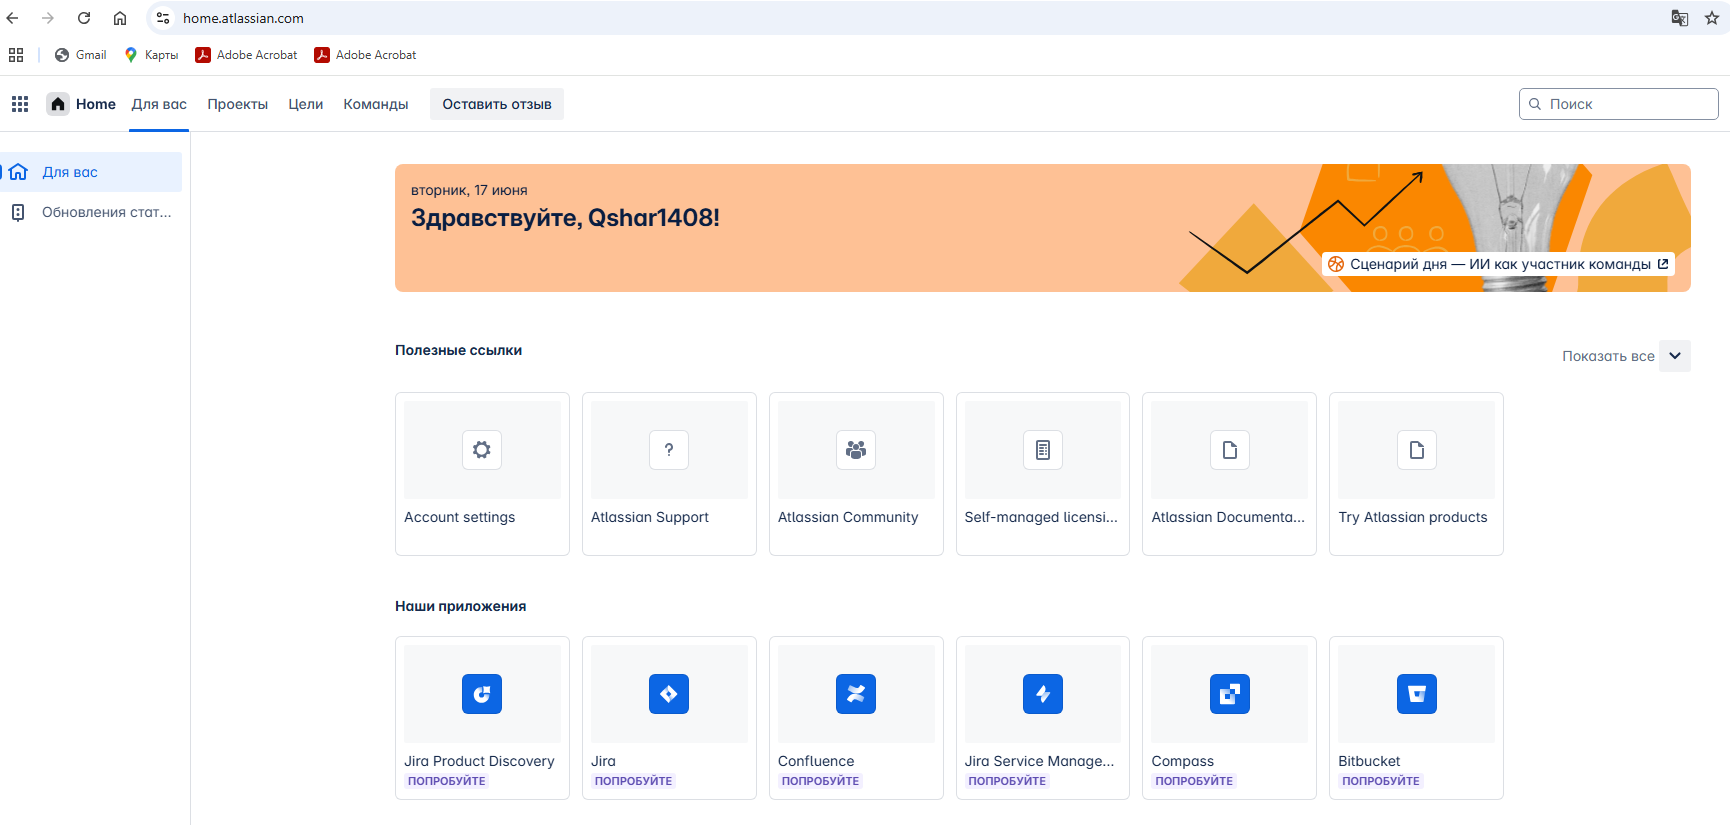 home.atlassian.com
Gmail
Карты
Adobe Acrobat
Adobe Acrobat
Home
Для вас
Проекты
Цели
Команды
Оставить отзыв
Поиск
Для вас
Обновления стат...
вторник, 17 июня
Здравствуйте, Qshar1408!
Сценарий дня — ИИ как участник команды
Полезные ссылки
Показать все
Account settings
Atlassian Support
Atlassian Community
Self-managed licensi...
Atlassian Documenta...
Try Atlassian products
Наши приложения
Jira Product Discovery
ПОПРОБУЙТЕ
Jira
ПОПРОБУЙТЕ
Confluence
ПОПРОБУЙТЕ
Jira Service Manage...
ПОПРОБУЙТЕ
Compass
ПОПРОБУЙТЕ
Bitbucket
ПОПРОБУЙТЕ